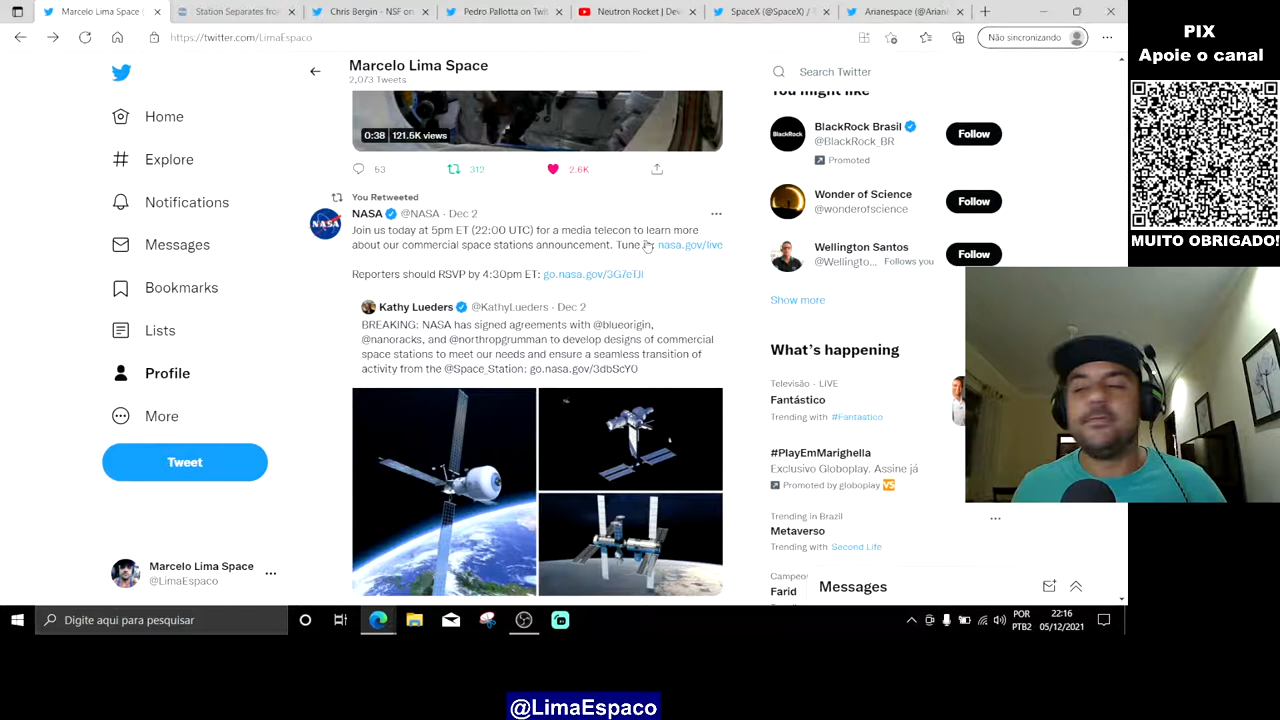 Marcelo Lima Space (
Station Separates fro
Chris Bergin - NSF on
Pedro Pallotta on Twit
Neutron Rocket | Dev
SpaceX (@SpaceX) / T
Arianespace (@Ariane
https://twitter.com/LimaEspaco
Não sincronizando
Marcelo Lima Space
2,073 Tweets
Search Twitter
Home
Explore
Notifications
Messages
Bookmarks
Lists
Profile
More
Tweet
Marcelo Lima Space
@LimaEspaco
0:38 | 121.5K views
53
312
2.6K
You Retweeted
NASA @NASA · Dec 2
Join us today at 5pm ET (22:00 UTC) for a media telecon to learn more
about our commercial space stations announcement. Tune in: nasa.gov/live
Reporters should RSVP by 4:30pm ET: go.nasa.gov/3G7eTJl
Kathy Lueders @KathyLueders · Dec 2
BREAKING: NASA has signed agreements with @blueorigin,
@nanoracks, and @northropgrumman to develop designs of commercial
space stations to meet our needs and ensure a seamless transition of
activity from the @Space_Station: go.nasa.gov/3dbScY0
You might like
BlackRock
BlackRock Brasil
@BlackRock_BR
Promoted
Follow
Wonder of Science
@wonderofscience
Follow
Wellington Santos
@Wellingto... Follows you
Follow
Show more
What's happening
Televisão · LIVE
Fantástico
Trending with #Fantastico
#PlayEmMarighella
Exclusivo Globoplay. Assine já
Promoted by globoplay
Trending in Brazil
Metaverso
Trending with Second Life
Campeo
Farid
Messages
PIX
Apoie o canal
MUITO OBRIGADO!
Digite aqui para pesquisar
POR
PTB2
22:16
05/12/2021
@LimaEspaco